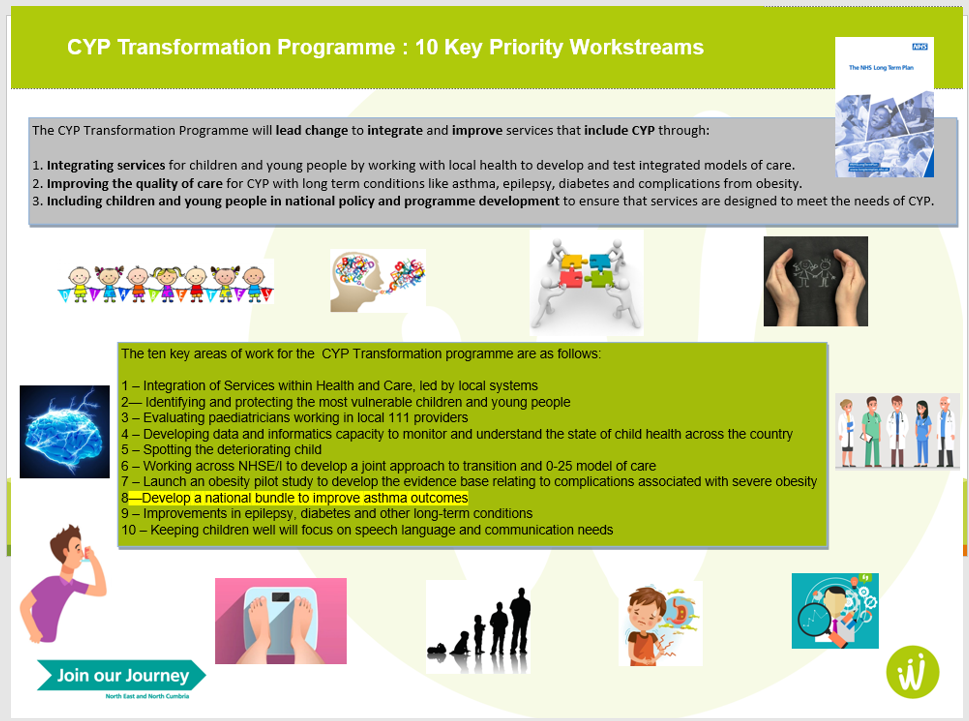 CYP Transformation Programme : 10 Key Priority Workstreams
NHS
The NHS Long Term Plan
The CYP Transformation Programme will lead change to integrate and improve services that include CYP through:
1. Integrating services for children and young people by working with local health to develop and test integrated models of care.
2. Improving the quality of care for CYP with long term conditions like asthma, epilepsy, diabetes and complications from obesity.
3. Including children and young people in national policy and programme development to ensure that services are designed to meet the needs of CYP.
The ten key areas of work for the  CYP Transformation programme are as follows:
1 – Integration of Services within Health and Care, led by local systems
2— Identifying and protecting the most vulnerable children and young people
3 – Evaluating paediatricians working in local 111 providers
4 – Developing data and informatics capacity to monitor and understand the state of child health across the country
5 – Spotting the deteriorating child
6 – Working across NHSE/I to develop a joint approach to transition and 0-25 model of care
7 – Launch an obesity pilot study to develop the evidence base relating to complications associated with severe obesity
8—Develop a national bundle to improve asthma outcomes
9 – Improvements in epilepsy, diabetes and other long-term conditions
10 – Keeping children well will focus on speech language and communication needs
Join our Journey
North East and North Cumbria